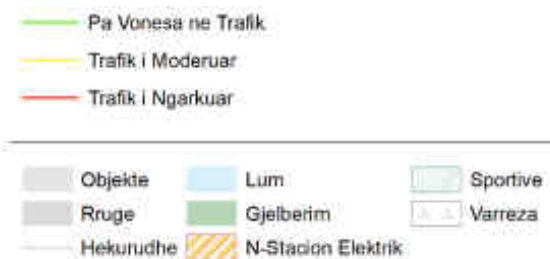 Pa Vonesa ne Trafik
Trafik i Moderuar
Trafik i Ngarkuar
Objekte Lum Sportive
Rruge Gjelberim Varreza
Hekurudhe N-Stacion Elektrik